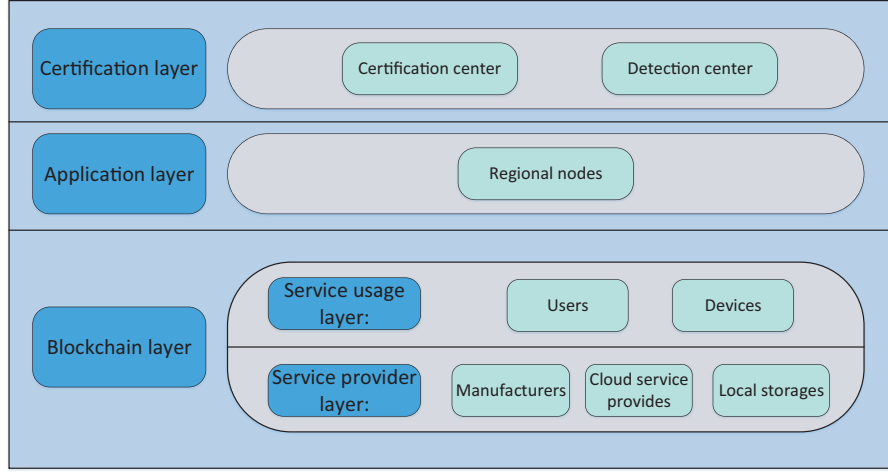 Certification layer
Certification center
Detection center
Application layer
Regional nodes
Blockchain layer
Service usage
layer:
Users
Devices
Service provider
layer:
Manufacturers
Cloud service
provides
Local storages